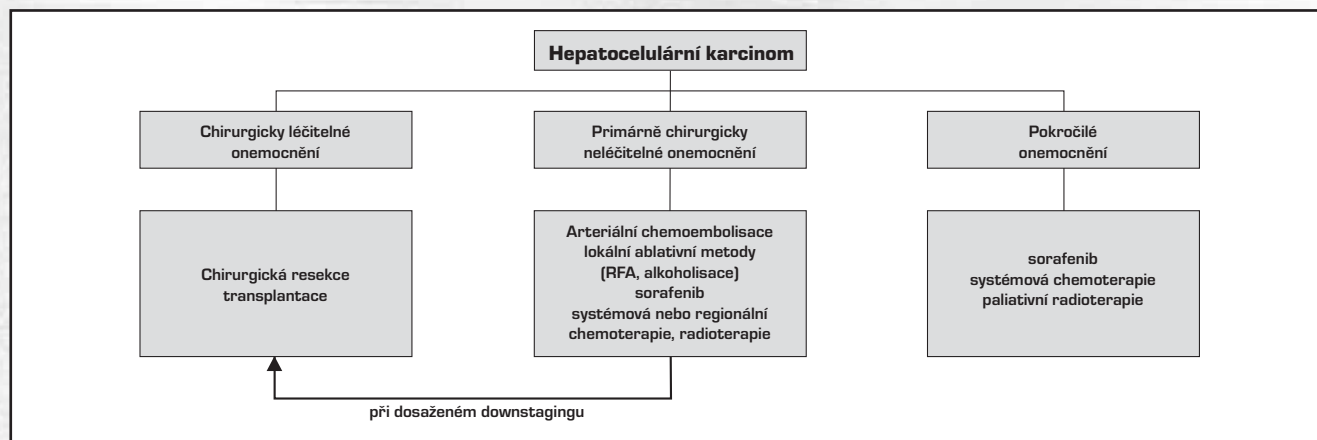 Hepatocelulární karcinom
Chirurgicky léčitelné
onemocnění
Primárně chirurgicky
neléčitelné onemocnění
Pokročilé
onemocnění
Chirurgická resekce
transplantace
Arteriální chemoembolisace
lokální ablativní metody
(RFA, alkoholisace)
sorafenib
systémová nebo regionální
chemoterapie, radioterapie
sorafenib
systémová chemoterapie
paliativní radioterapie
při dosaženém downstagingu